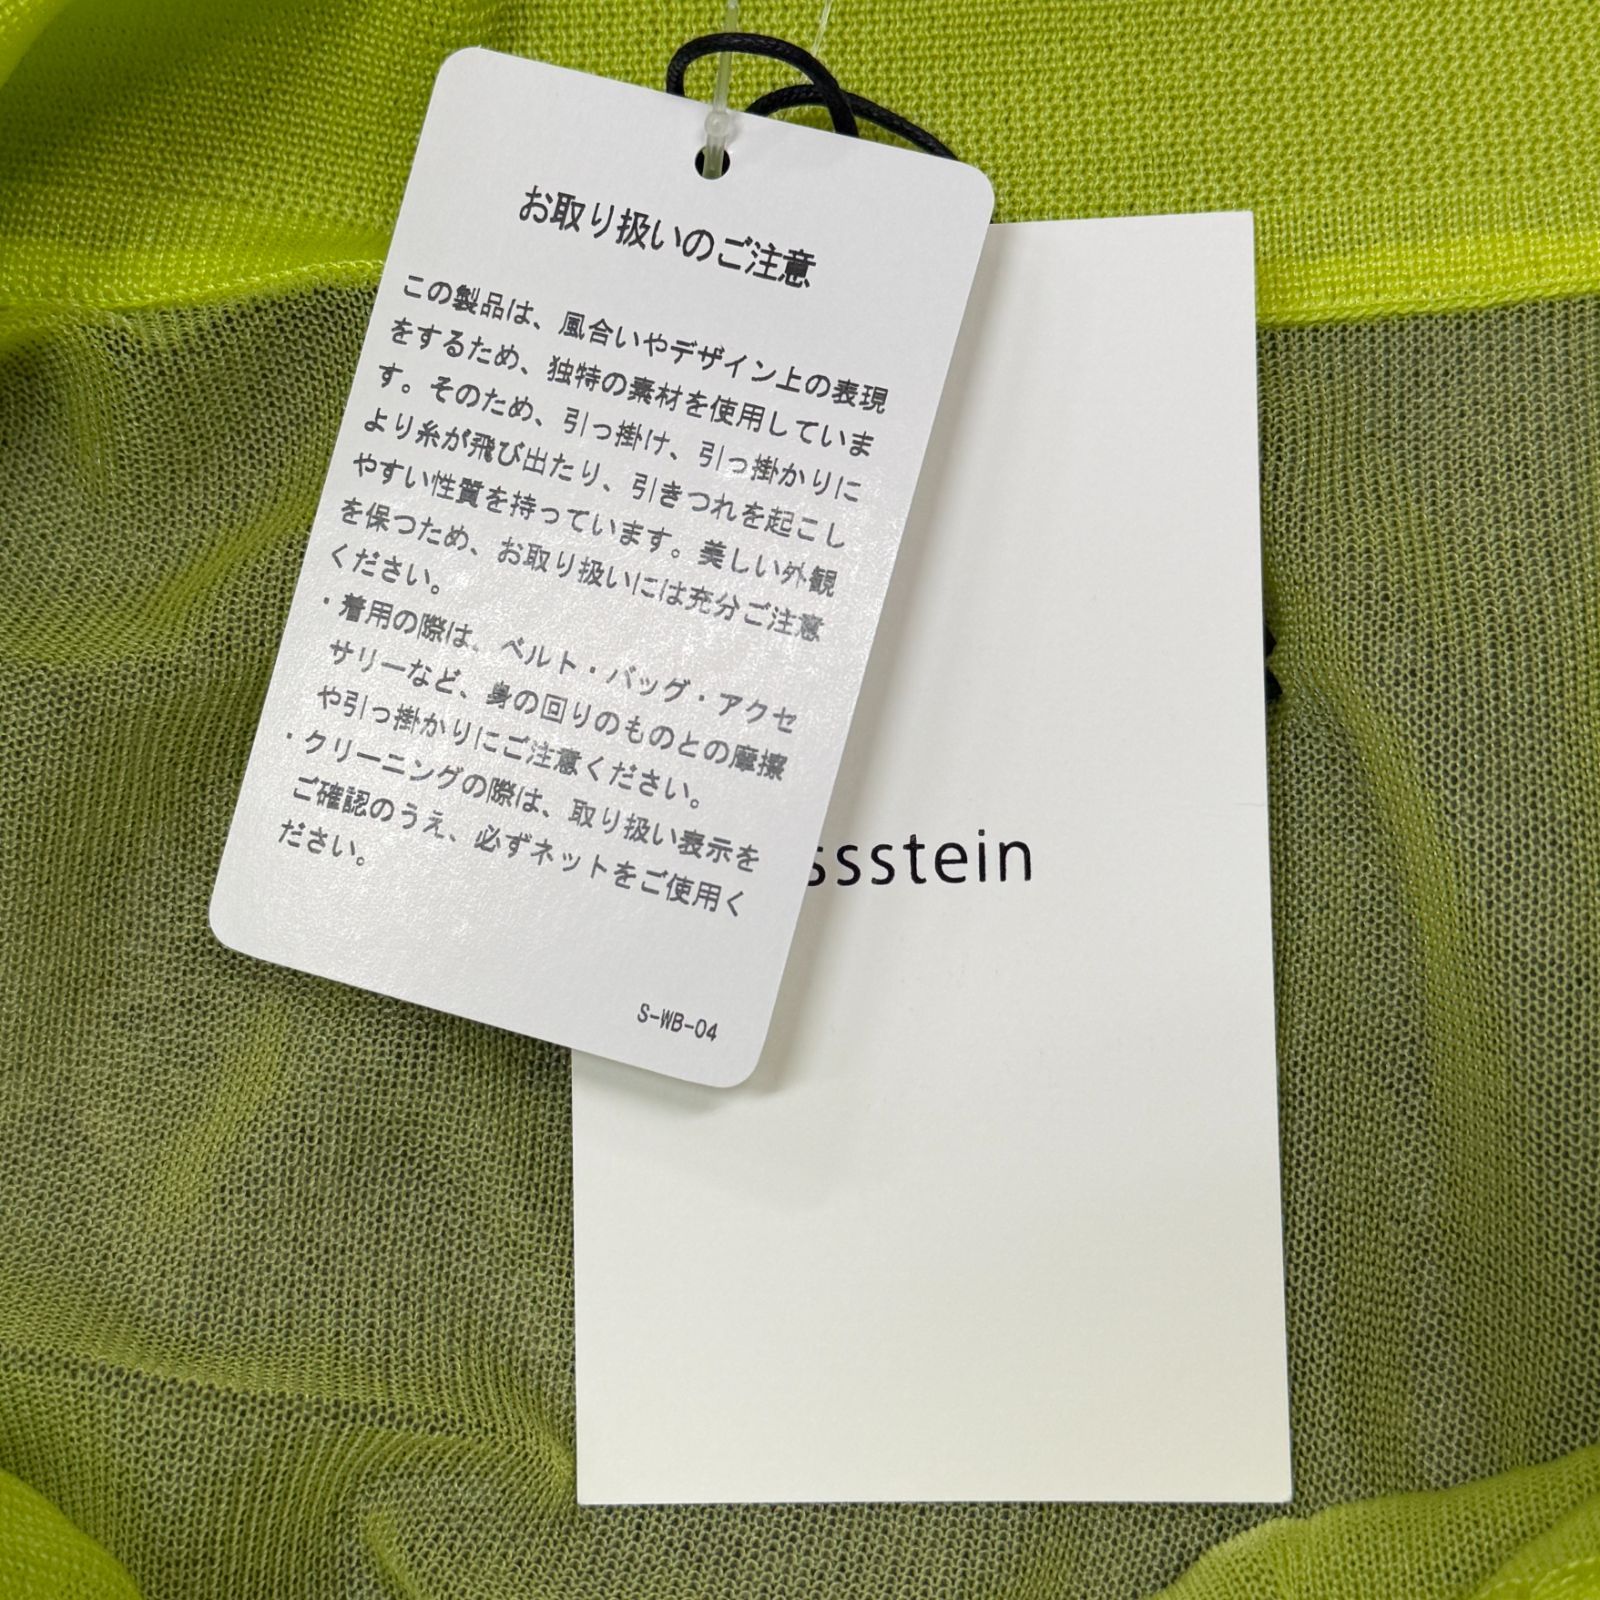 お取り扱いのご注意
この製品は、風合いやデザイン上の表現
をするため、独特の素材を使用していま
す。そのため、引っ掛け、引っ掛かりに
より糸が飛び出たり、引きつれを起こし
やすい性質を持っています。美しい外観
を保つため、お取り扱いには充分ご注意
ください。
・着用の際は、ベルト・バッグ・アクセ
サリーなど、身の回りのものとの摩擦
や引っ掛かりにご注意ください。
・クリーニングの際は、取り扱い表示を
ご確認のうえ、必ずネットをご使用く
ださい。
S-WB-04
ssstein